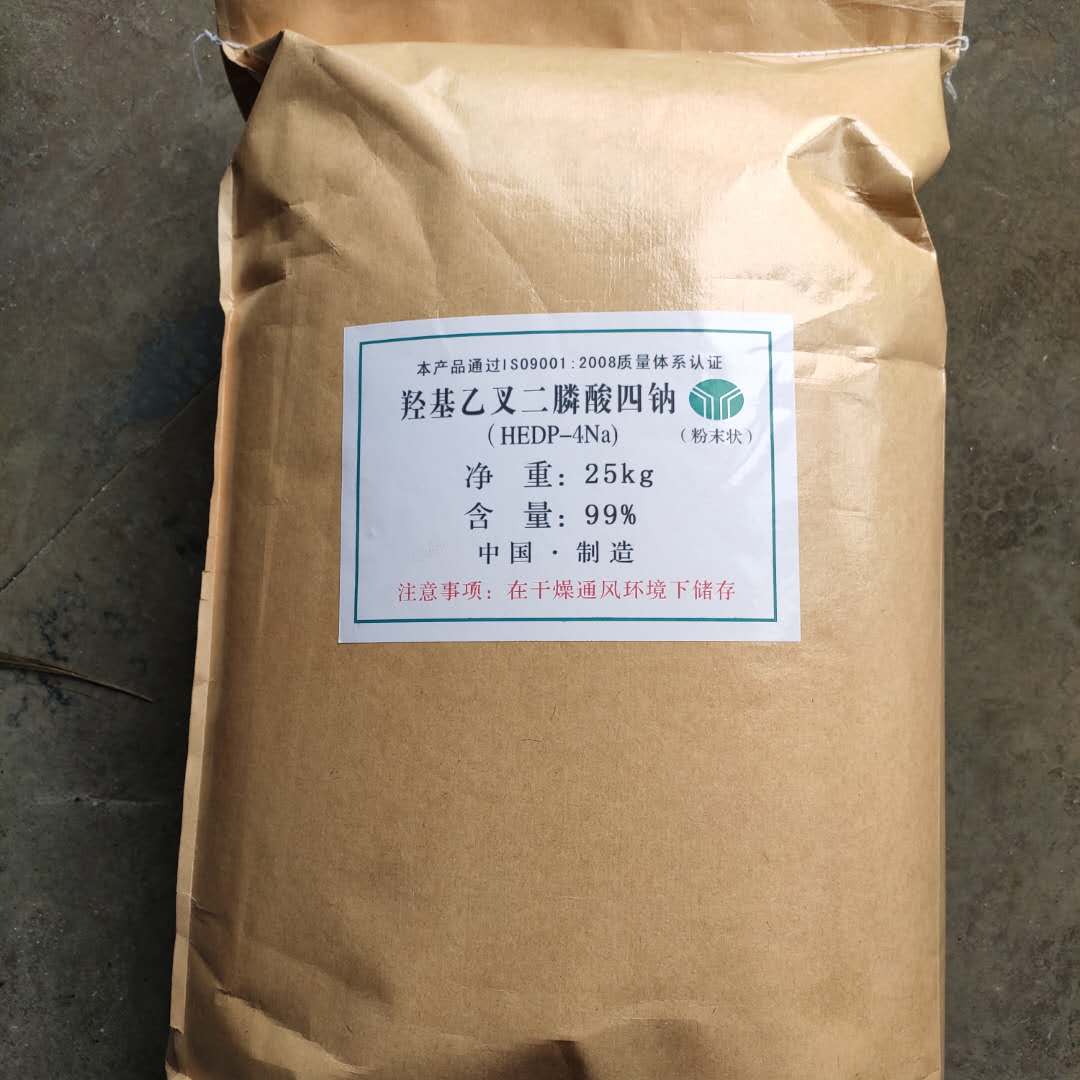 本产品通过ISO9001:2008质量体系认证
羟基乙叉二膦酸四钠
(HEDP-4Na) (粉末状)
净 重: 25kg
含 量: 99%
中国·制造
注意事项: 在干燥通风环境下储存